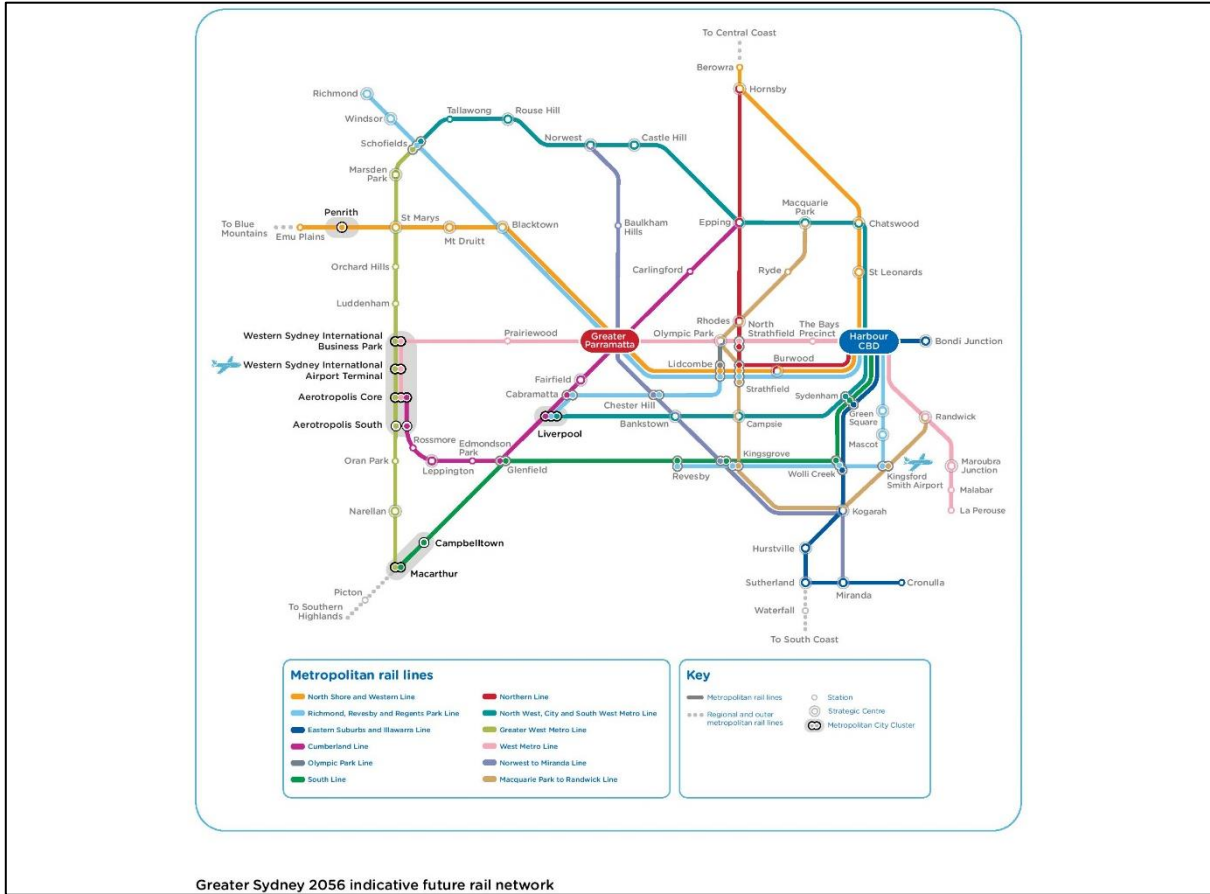 To Central Coast
Berowra
Hornsby
Richmond
Windsor
Tallawong
Rouse Hill
Schofields
Norwest
Castle Hill
Marsden
Park
Macquarie
Park
Penrith
To Blue
Mountains
Emu Plains
St Marys
Mt Druitt
Blacktown
Baulkham
Hills
Epping
Chatswood
Orchard Hills
Carlingford
Ryde
St Leonards
Luddenham
Western Sydney International
Business Park
Prairiewood
Greater
Parramatta
Olympic Park
Rhodes
North
Strathfield
The Bays
Precinct
Harbour
CBD
Bondi Junction
Western Sydney International
Airport Terminal
Lidcombe
Burwood
Fairfield
Strathfield
Aerotropolis Core
Cabramatta
Chester Hill
Sydenham
Aerotropolis South
Liverpool
Bankstown
Campsie
Green
Square
Randwick
Rossmore
Edmondson
Park
Mascot
Oran Park
Leppington
Glenfield
Revesby
Kingsgrove
Wolli Creek
Kingsford
Smith Airport
Maroubra
Junction
Malabar
La Perouse
Narellan
Kogarah
Campbelltown
Hurstville
Macarthur
Sutherland
Miranda
Cronulla
Picton
To Southern
Highlands
Waterfall
To South Coast
Metropolitan rail lines
North Shore and Western Line
Richmond, Revesby and Regents Park Line
Eastern Suburbs and Illawarra Line
Cumberland Line
Olympic Park Line
South Line
Northern Line
North West, City and South West Metro Line
Greater West Metro Line
West Metro Line
Norwest to Miranda Line
Macquarie Park to Randwick Line
Key
Metropolitan rail lines
Regional and outer
metropolitan rail lines
Station
Strategic Centre
Metropolitan City Cluster
Greater Sydney 2056 indicative future rail network